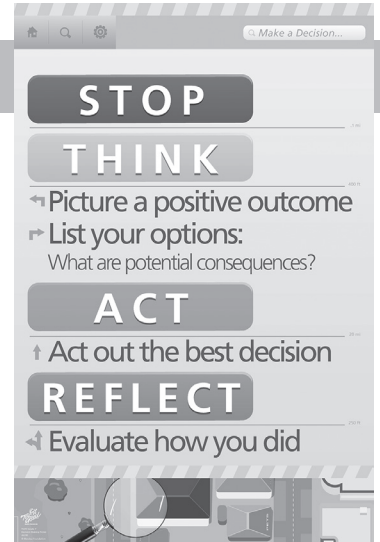 Make a Decision...
STOP
THINK
Picture a positive outcome
List your options:
What are potential consequences?
ACT
Act out the best decision
REFLECT
Evaluate how you did